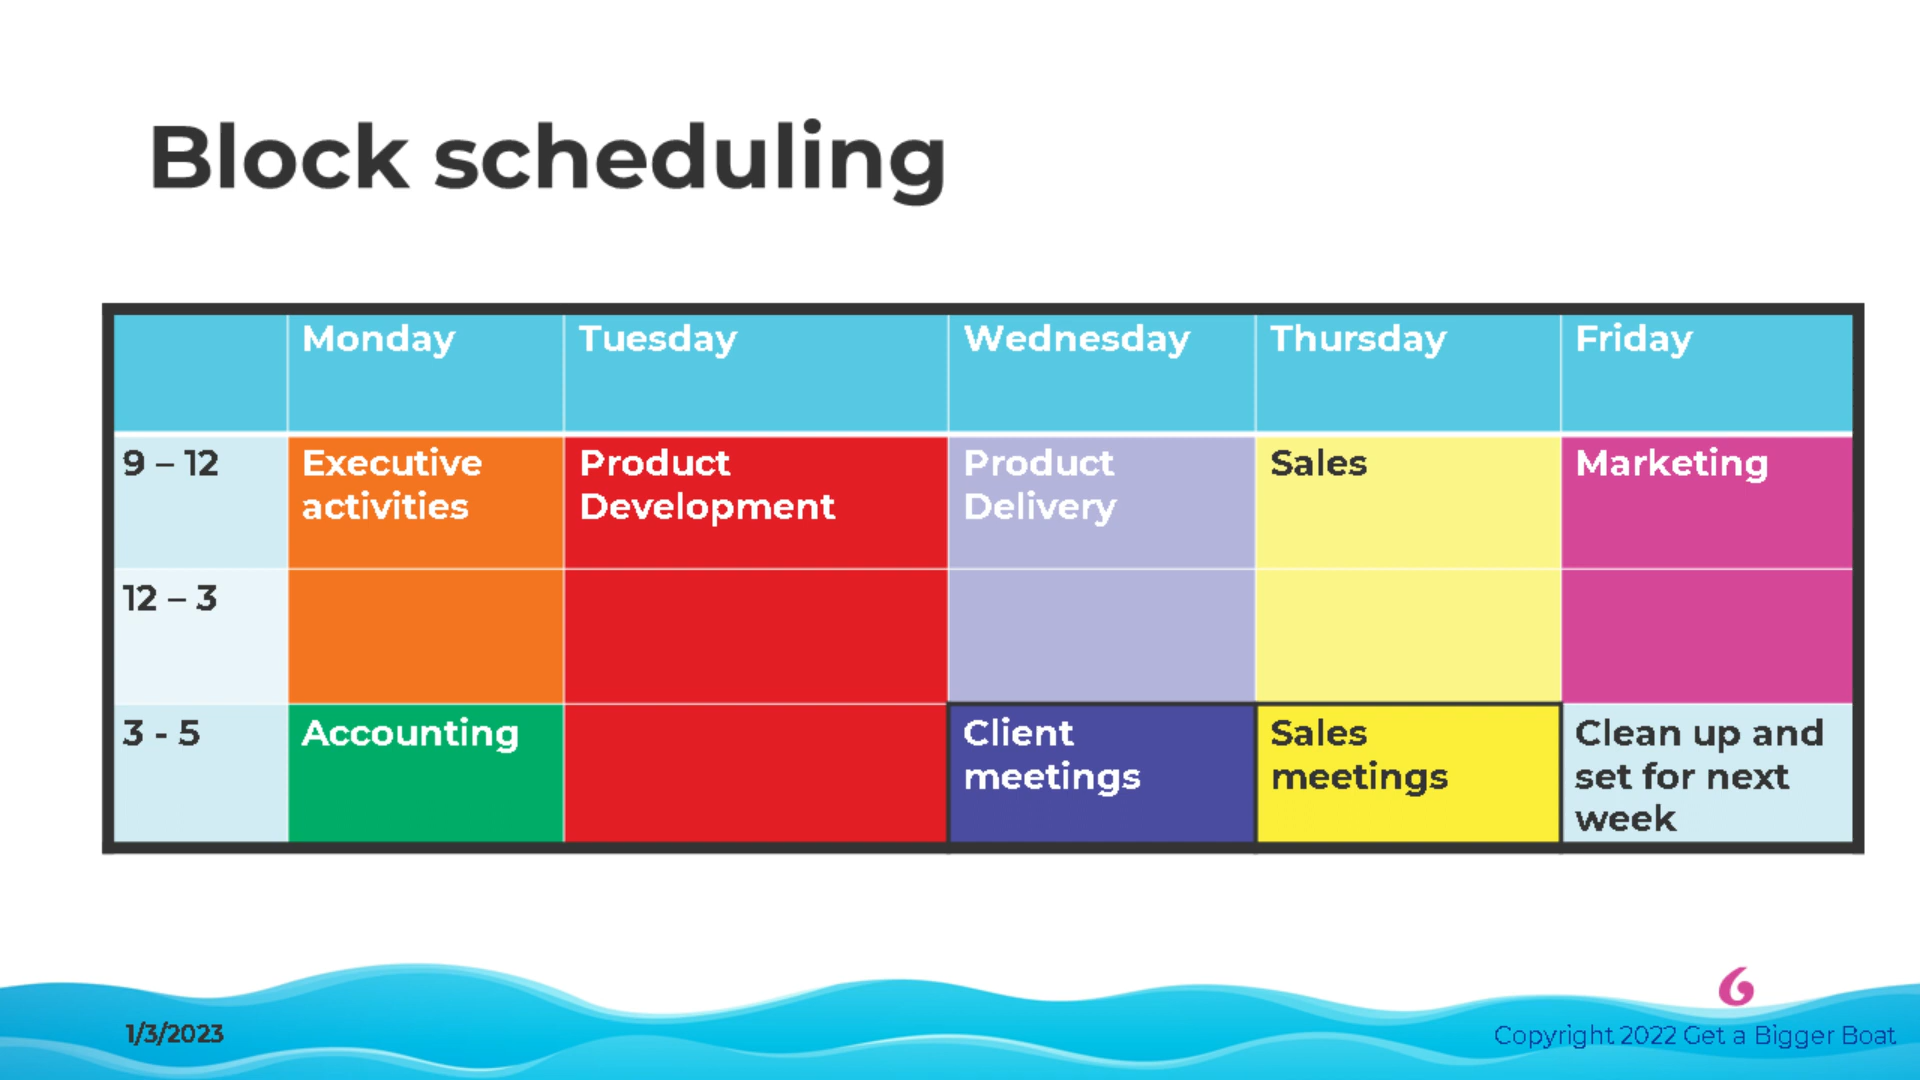 Block scheduling
Monday Tuesday Wednesday Thursday Friday
9 – 12 Executive activities Product Development Product Delivery Sales Marketing
12 – 3
3 - 5 Accounting Client meetings Sales meetings Clean up and set for next week
6
1/3/2023
Copyright 2022 Get a Bigger Boat